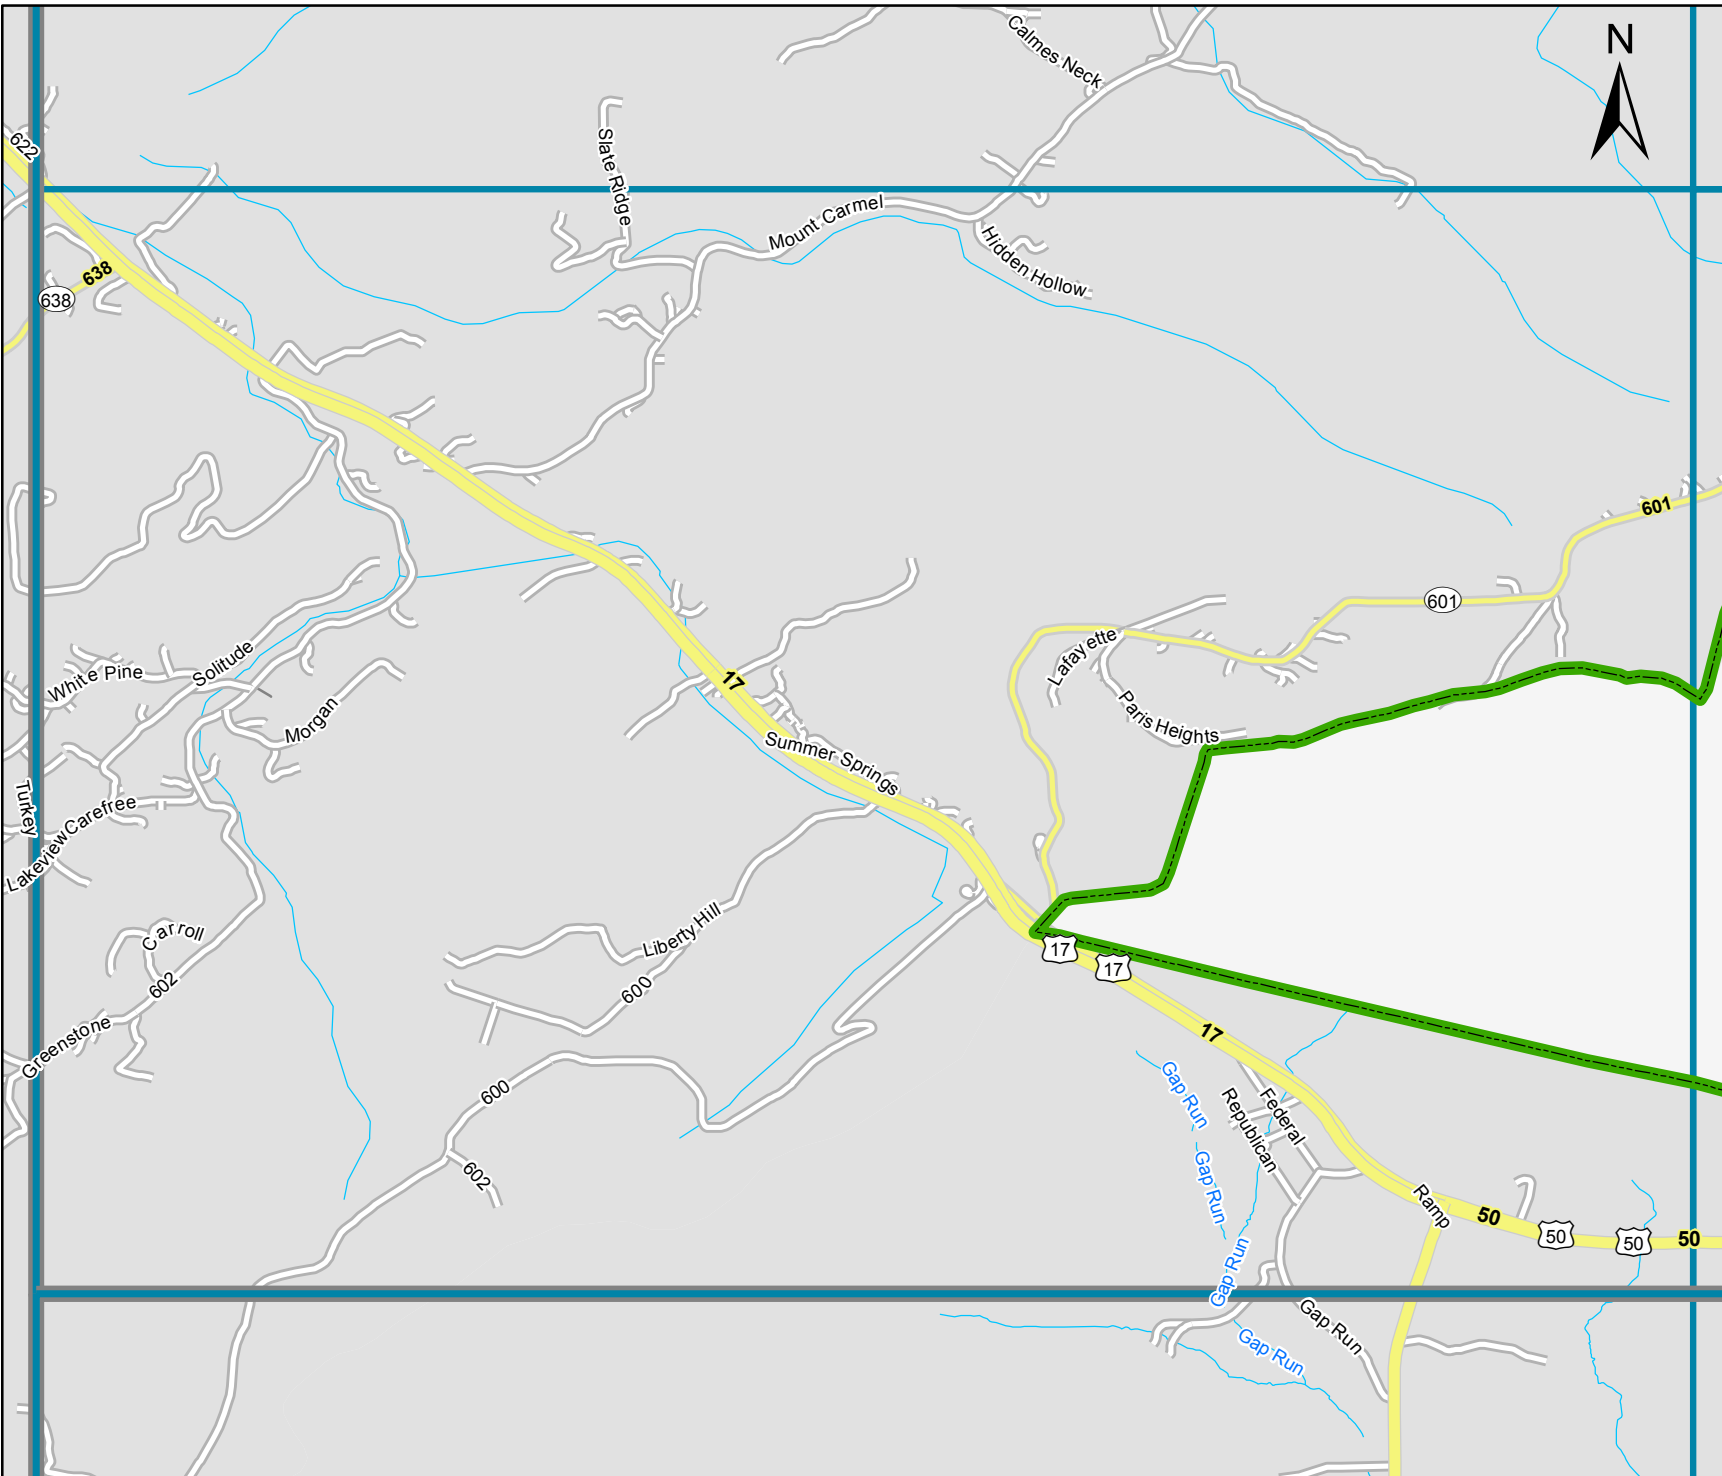 Calmes Neck
N
622
Slate Ridge
Mount Carmel
Hidden Hollow
638
638
601
601
Lafayette
White Pine
Solitude
17
Paris Heights
Morgan
Summer Springs
Turkey
Carefree
Lakeview
Carroll
Liberty Hill
17
17
602
600
17
Greenstone
600
Gap Run
Federal
Republican
602
Gap Run
Ramp
50
50
50
50
Gap Run
Gap Run
Gap Run